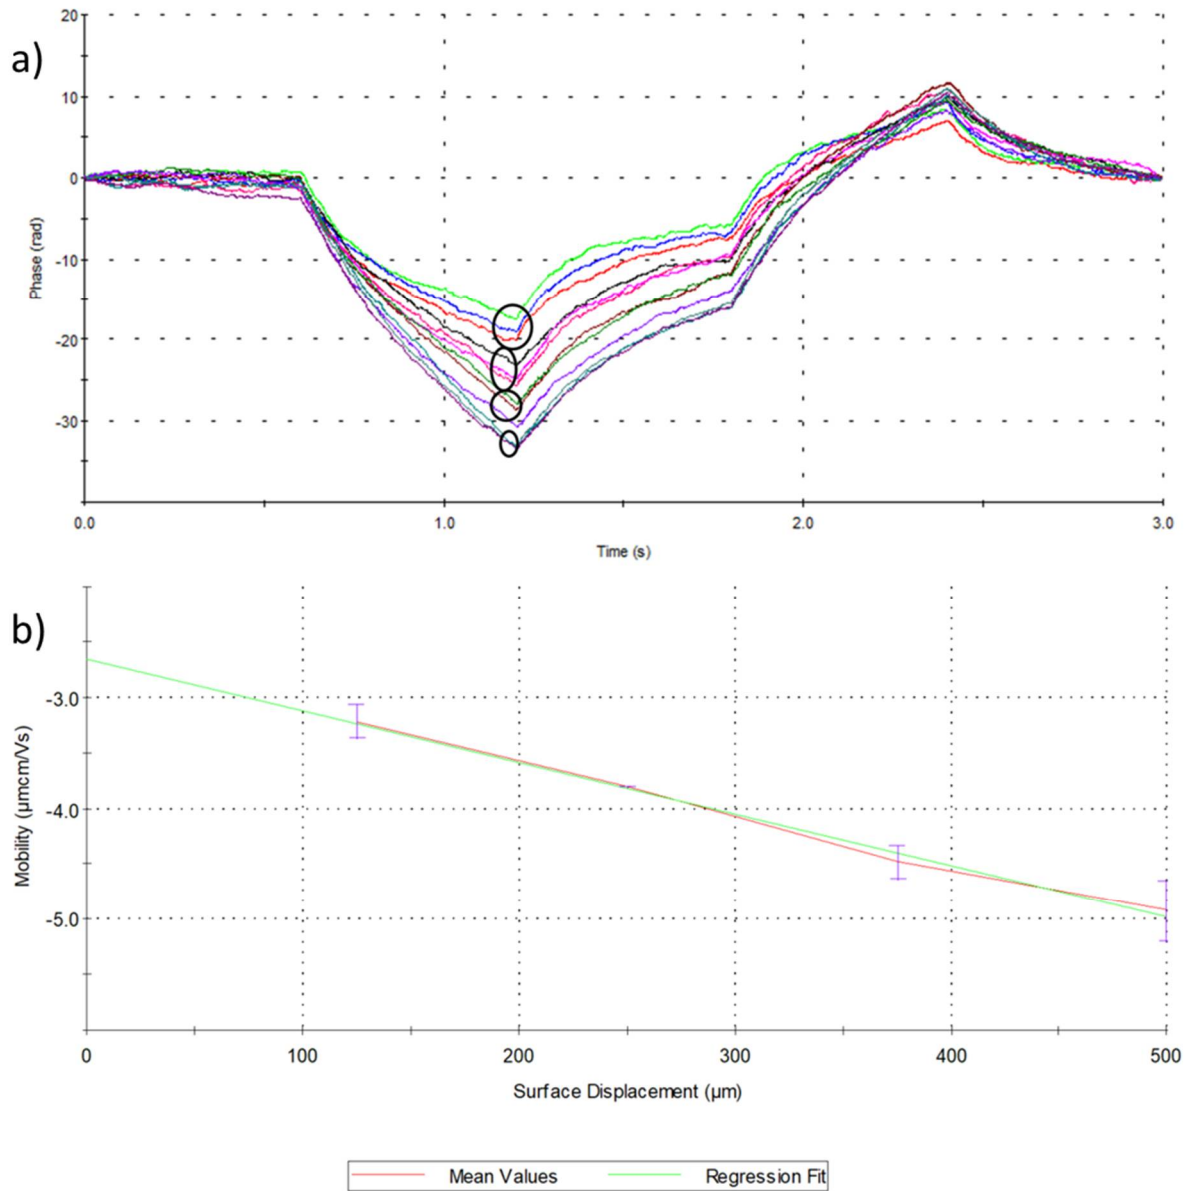 a)
20
10
0
-10
-20
-30
Phase (rad)
0.0 1.0 2.0 3.0
Time (s)
b)
-3.0
-4.0
-5.0
Mobility (µmcm/Vs)
0 100 200 300 400 500
Surface Displacement (µm)
Mean Values Regression Fit